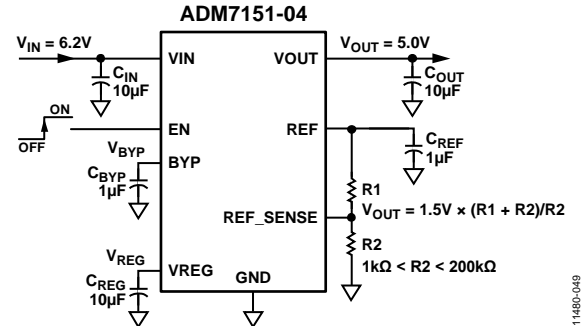 ADM7151-04
VIN = 6.2V
VIN
VOUT
VOUT = 5.0V
CIN
10µF
COUT
10µF
ON
OFF
EN
REF
CREF
1µF
VBYP
BYP
CBYP
1µF
R1
REF_SENSE
VOUT = 1.5V × (R1 + R2)/R2
R2
1kΩ < R2 < 200kΩ
VREG
VREG
GND
CREG
10µF
11480-049